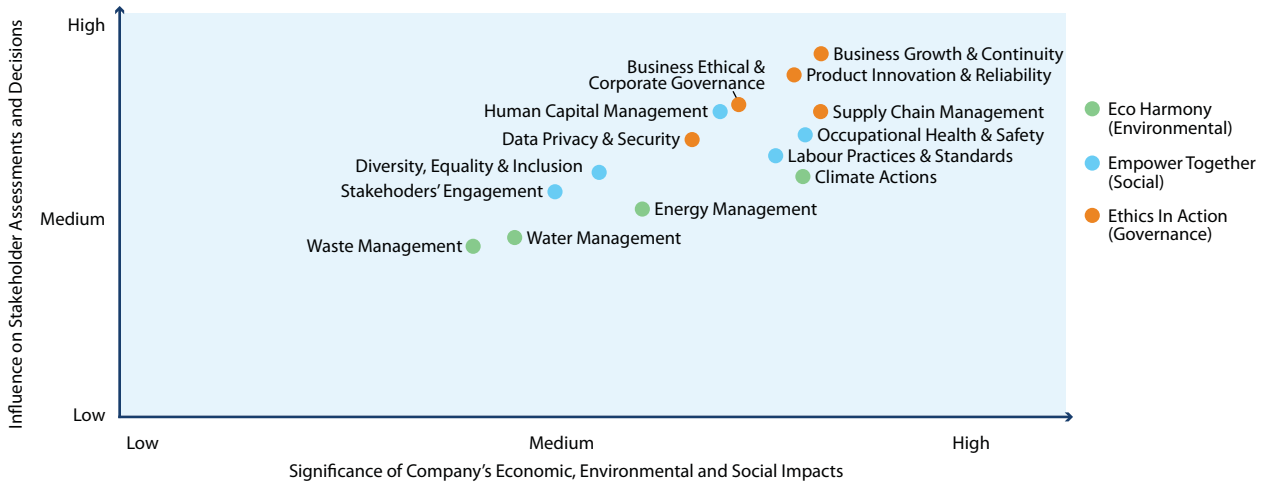 Influence on Stakeholder Assessments and Decisions
High
Medium
Low
Business Growth & Continuity
Product Innovation & Reliability
Business Ethical &
Corporate Governance
Human Capital Management
Supply Chain Management
Occupational Health & Safety
Data Privacy & Security
Labour Practices & Standards
Diversity, Equality & Inclusion
Climate Actions
Stakehoders’ Engagement
Energy Management
Water Management
Waste Management
Low
Medium
High
Significance of Company’s Economic, Environmental and Social Impacts
Eco Harmony
(Environmental)
Empower Together
(Social)
Ethics In Action
(Governance)